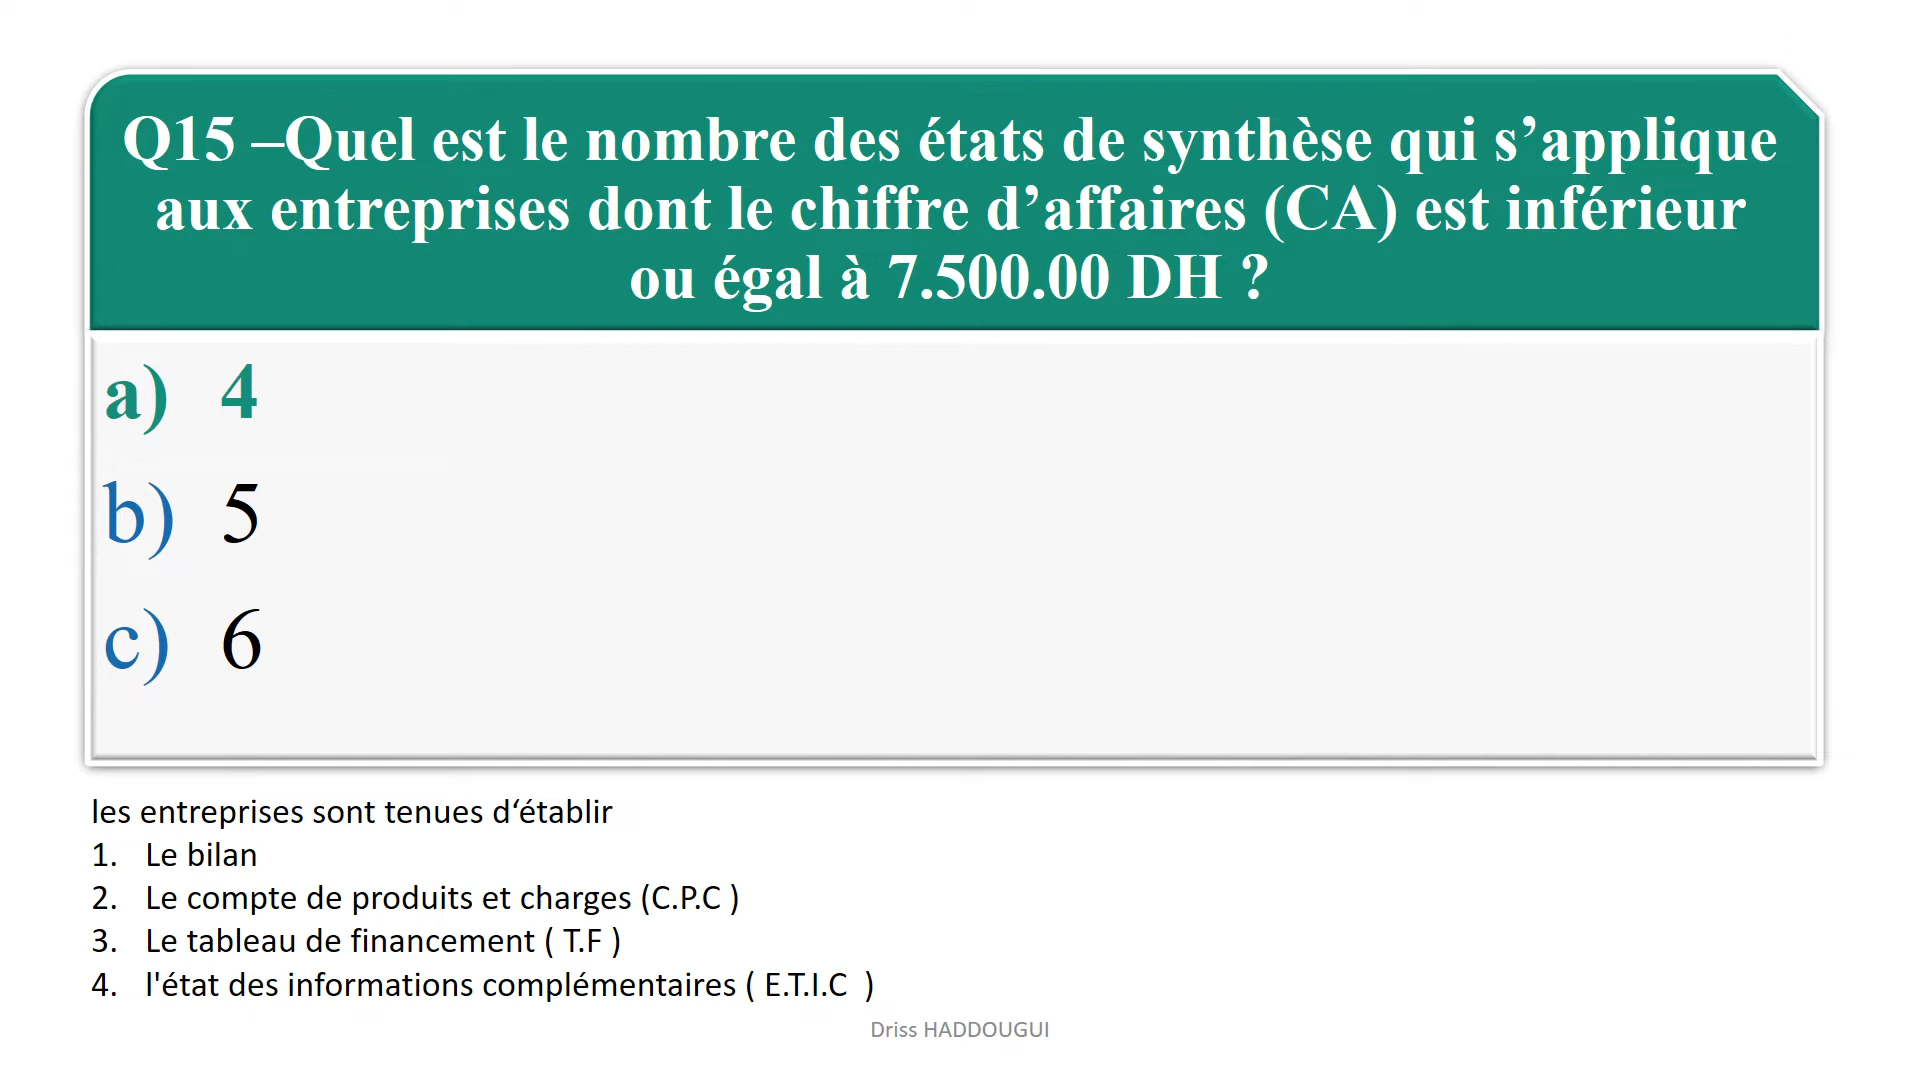 Q15 –Quel est le nombre des états de synthèse qui s’applique
aux entreprises dont le chiffre d’affaires (CA) est inférieur
ou égal à 7.500.00 DH ?
a) 4
b) 5
c) 6
les entreprises sont tenues d‘établir
1. Le bilan
2. Le compte de produits et charges (C.P.C )
3. Le tableau de financement ( T.F )
4. l'état des informations complémentaires ( E.T.I.C )
Driss HADDOUGUI